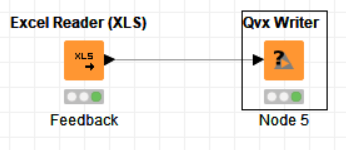 Excel Reader (XLS)
Qvx Writer
XLS
?
Feedback
Node 5